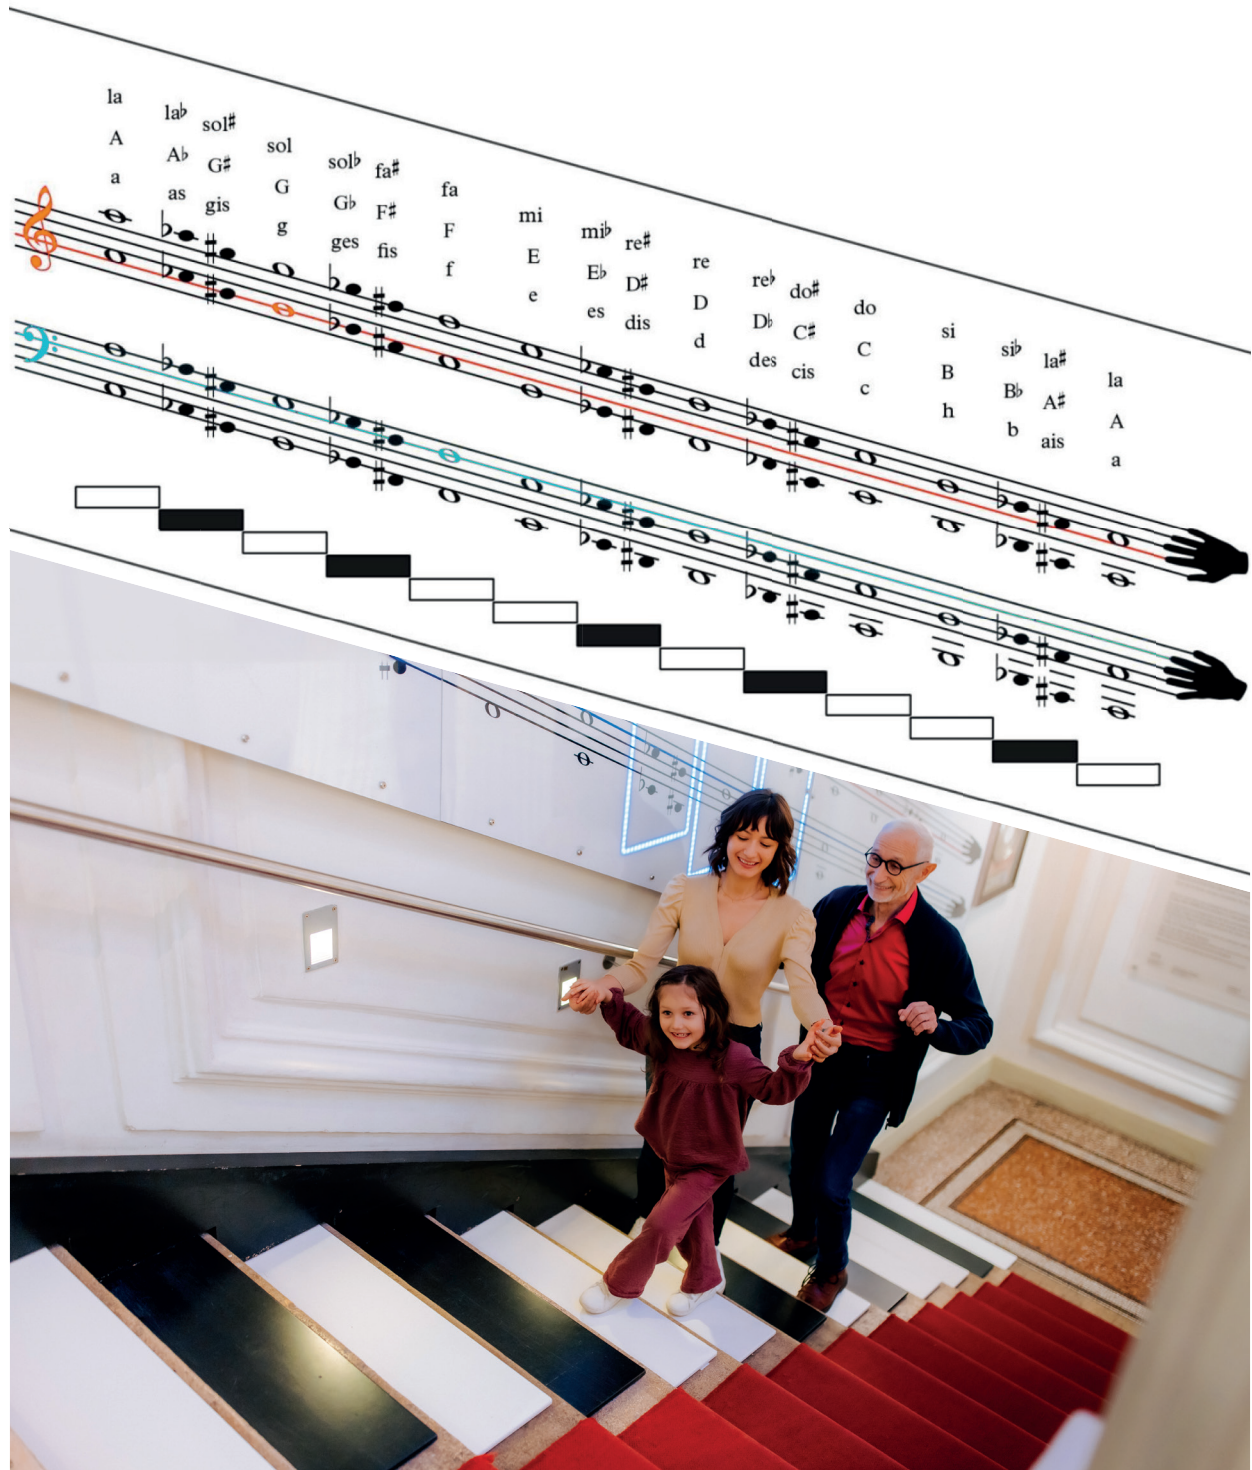 la la♭ sol♯ sol sol♭ fa♯ fa mi mi♭ re♯ re re♭ do♯ do si si♭ la♯ la
A A♭ G♯ G G♭ F♯ F E E♭ D♯ D D♭ C♯ C B B♭ A♯ A
a as gis g ges fis f e es dis d des cis c h b ais a